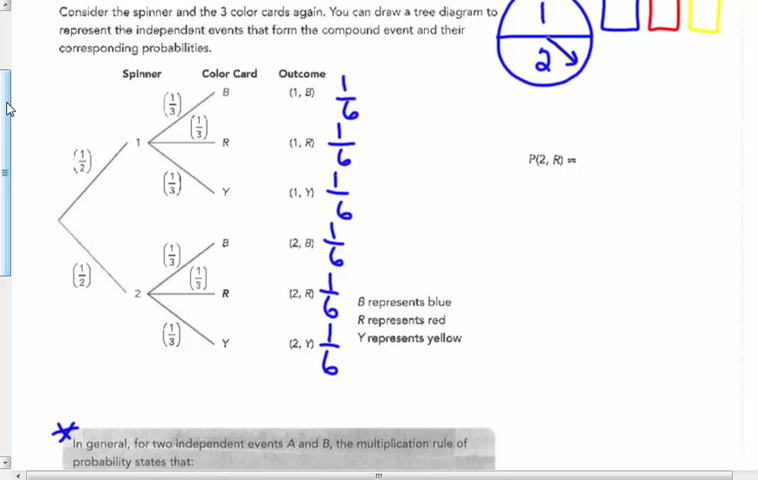 Consider the spinner and the 3 color cards again. You can draw a tree diagram to
represent the independent events that form the compound event and their
corresponding probabilities.
1
2
Spinner Color Card Outcome
(1/3) B (1, B) 1/6
(1/2) 1 (1/3) R (1, R) 1/6
P(2, R) =
(1/3) Y (1, Y) 1/6
(1/3) B (2, B) 1/6
(1/2) 2 (1/3) R (2, R) 1/6
B represents blue
R represents red
(1/3) Y (2, Y) 1/6
Y represents yellow
In general, for two independent events A and B, the multiplication rule of
probability states that: